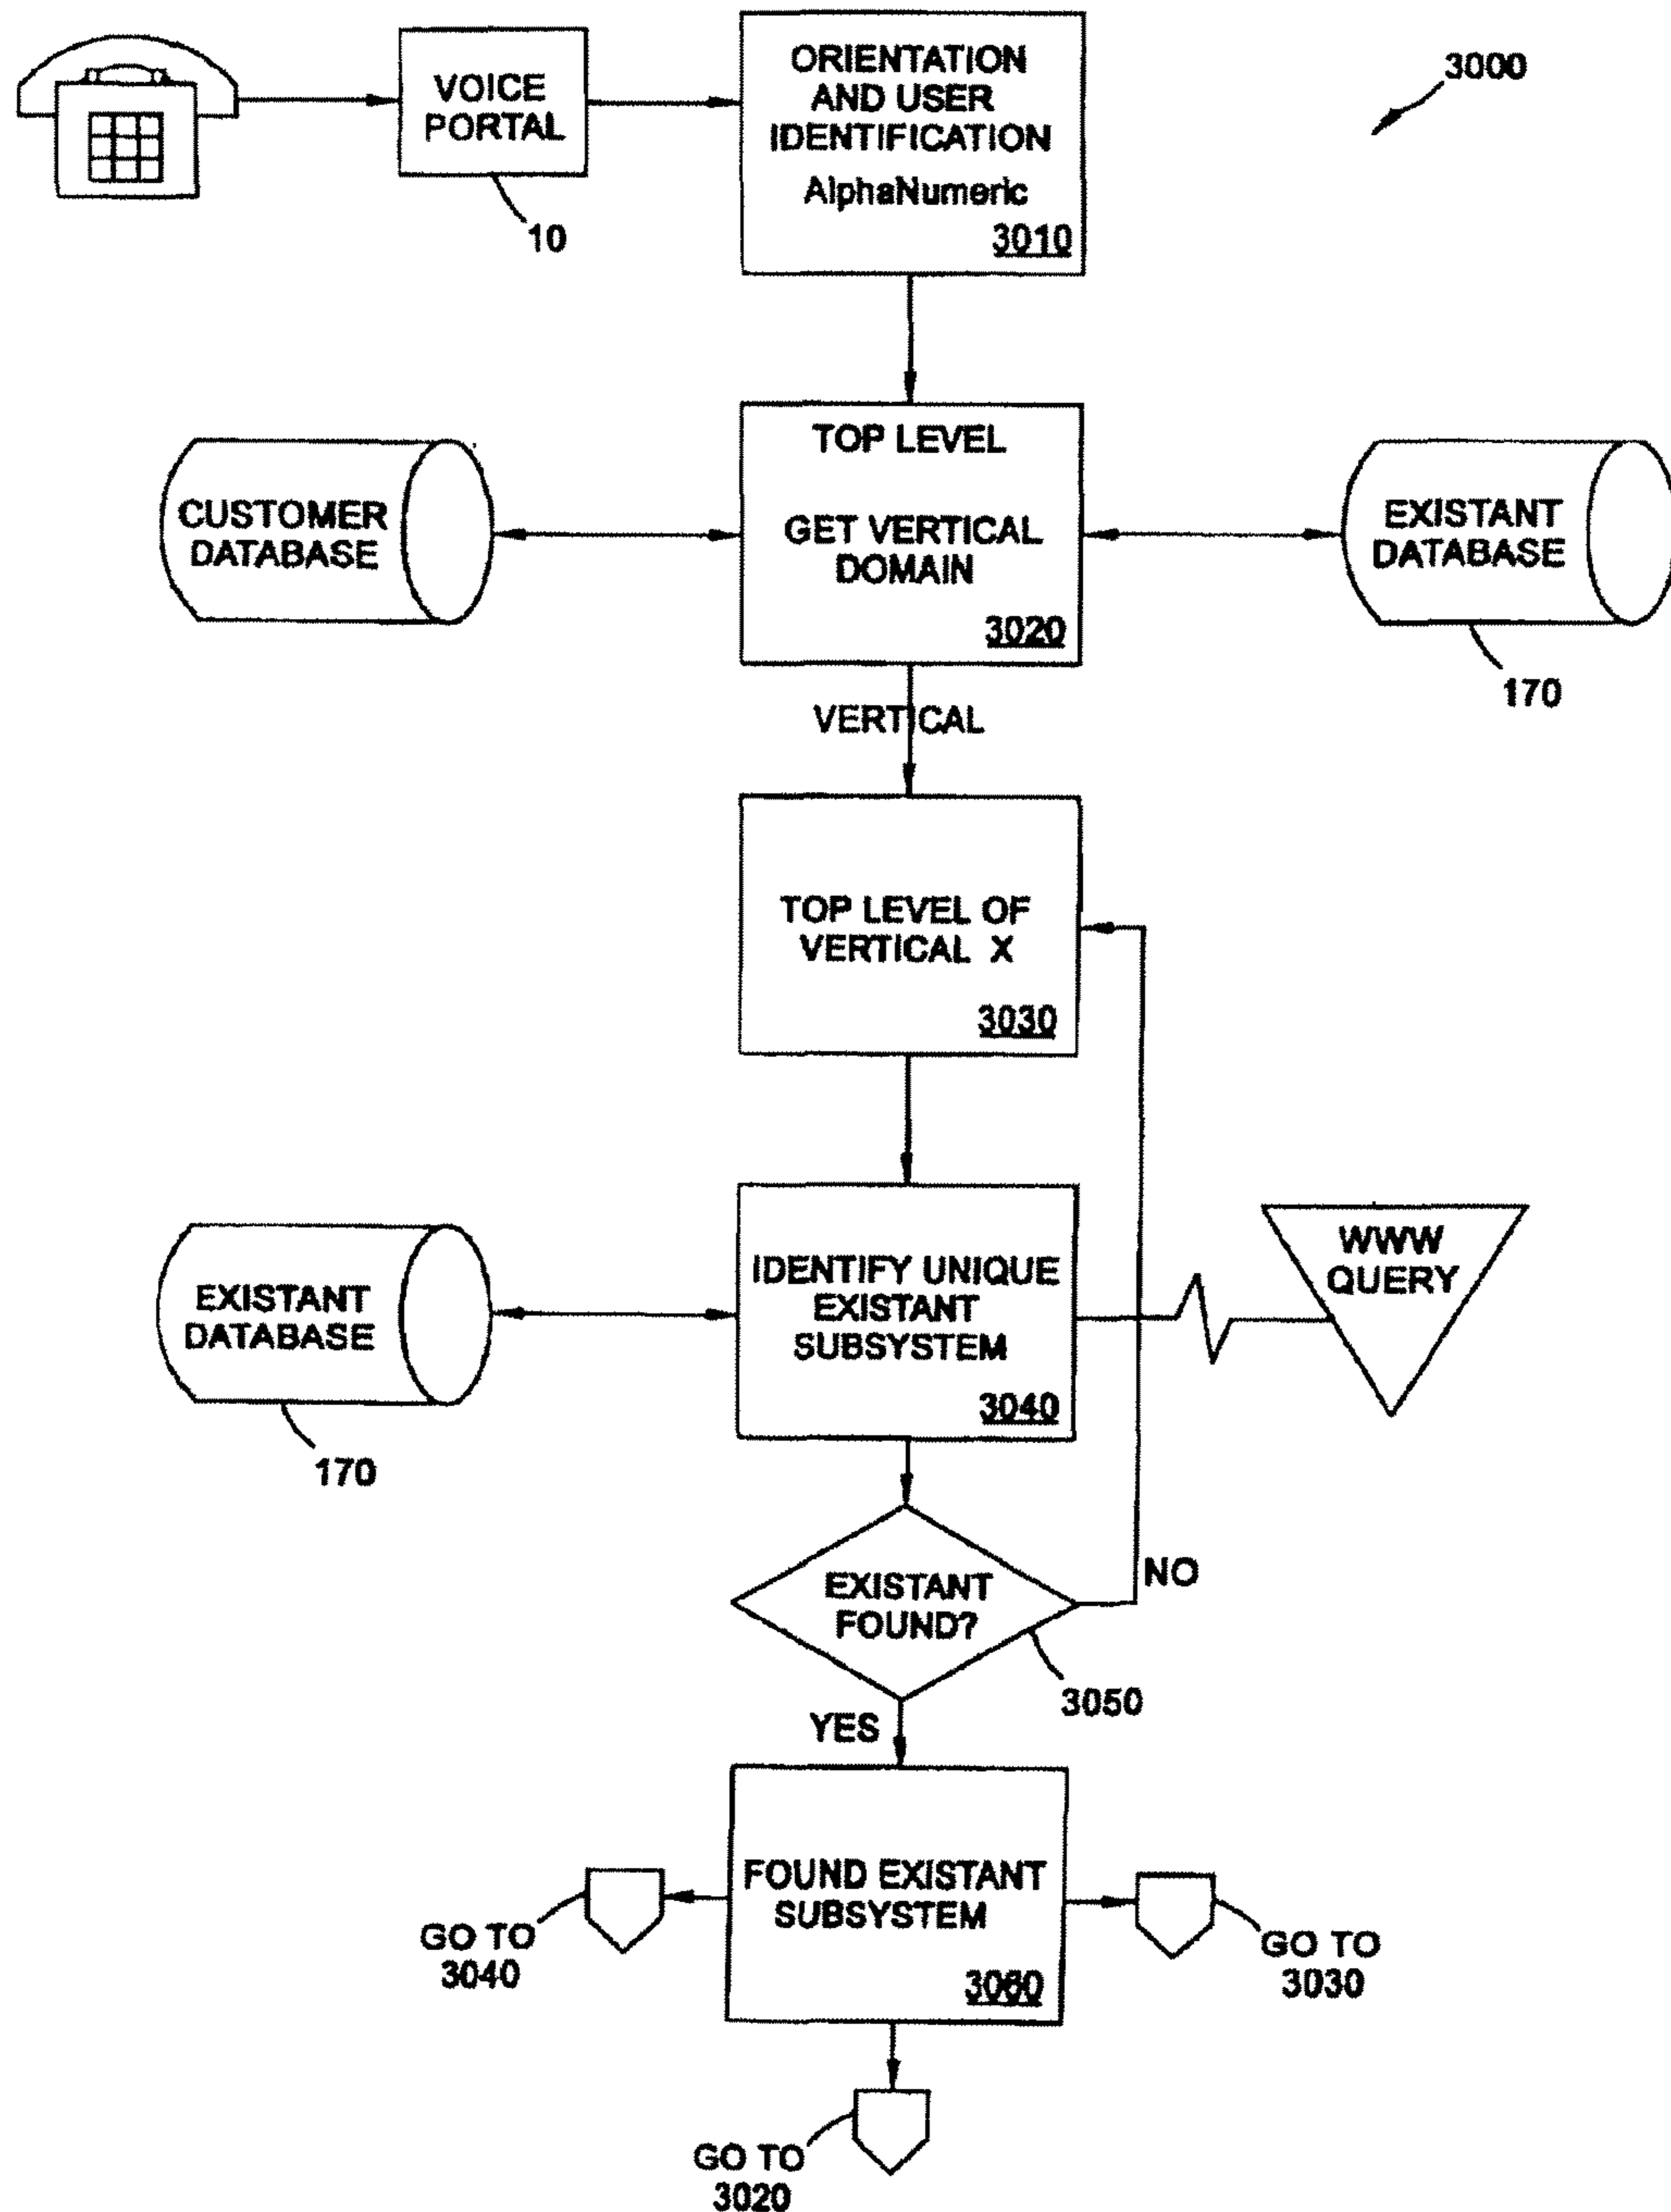 VOICE
PORTAL
10
ORIENTATION
AND USER
IDENTIFICATION
AlphaNumeric
3010
3000
CUSTOMER
DATABASE
TOP LEVEL
GET VERTICAL
DOMAIN
3020
EXISTANT
DATABASE
170
VERTICAL
TOP LEVEL OF
VERTICAL X
3030
EXISTANT
DATABASE
170
IDENTIFY UNIQUE
EXISTANT
SUBSYSTEM
3040
WWW
QUERY
EXISTANT
FOUND?
NO
3050
YES
FOUND EXISTANT
SUBSYSTEM
3060
GO TO
3040
GO TO
3030
GO TO
3020